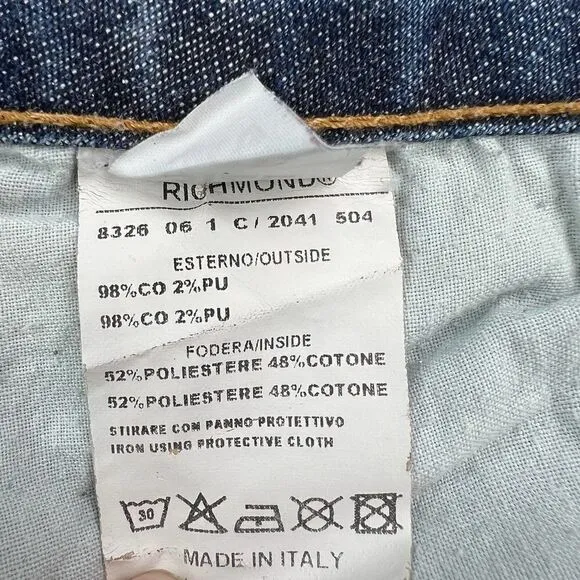 RICHMOND®
8326 06 1 C/2041 504
ESTERNO/OUTSIDE
98%CO 2%PU
98%CO 2%PU
FODERA/INSIDE
52%POLIESTERE 48%COTONE
52%POLIESTERE 48%COTONE
STIRARE COM PANNO PROTETTIVO
IRON USING PROTECTIVE CLOTH
30
MADE IN ITALY